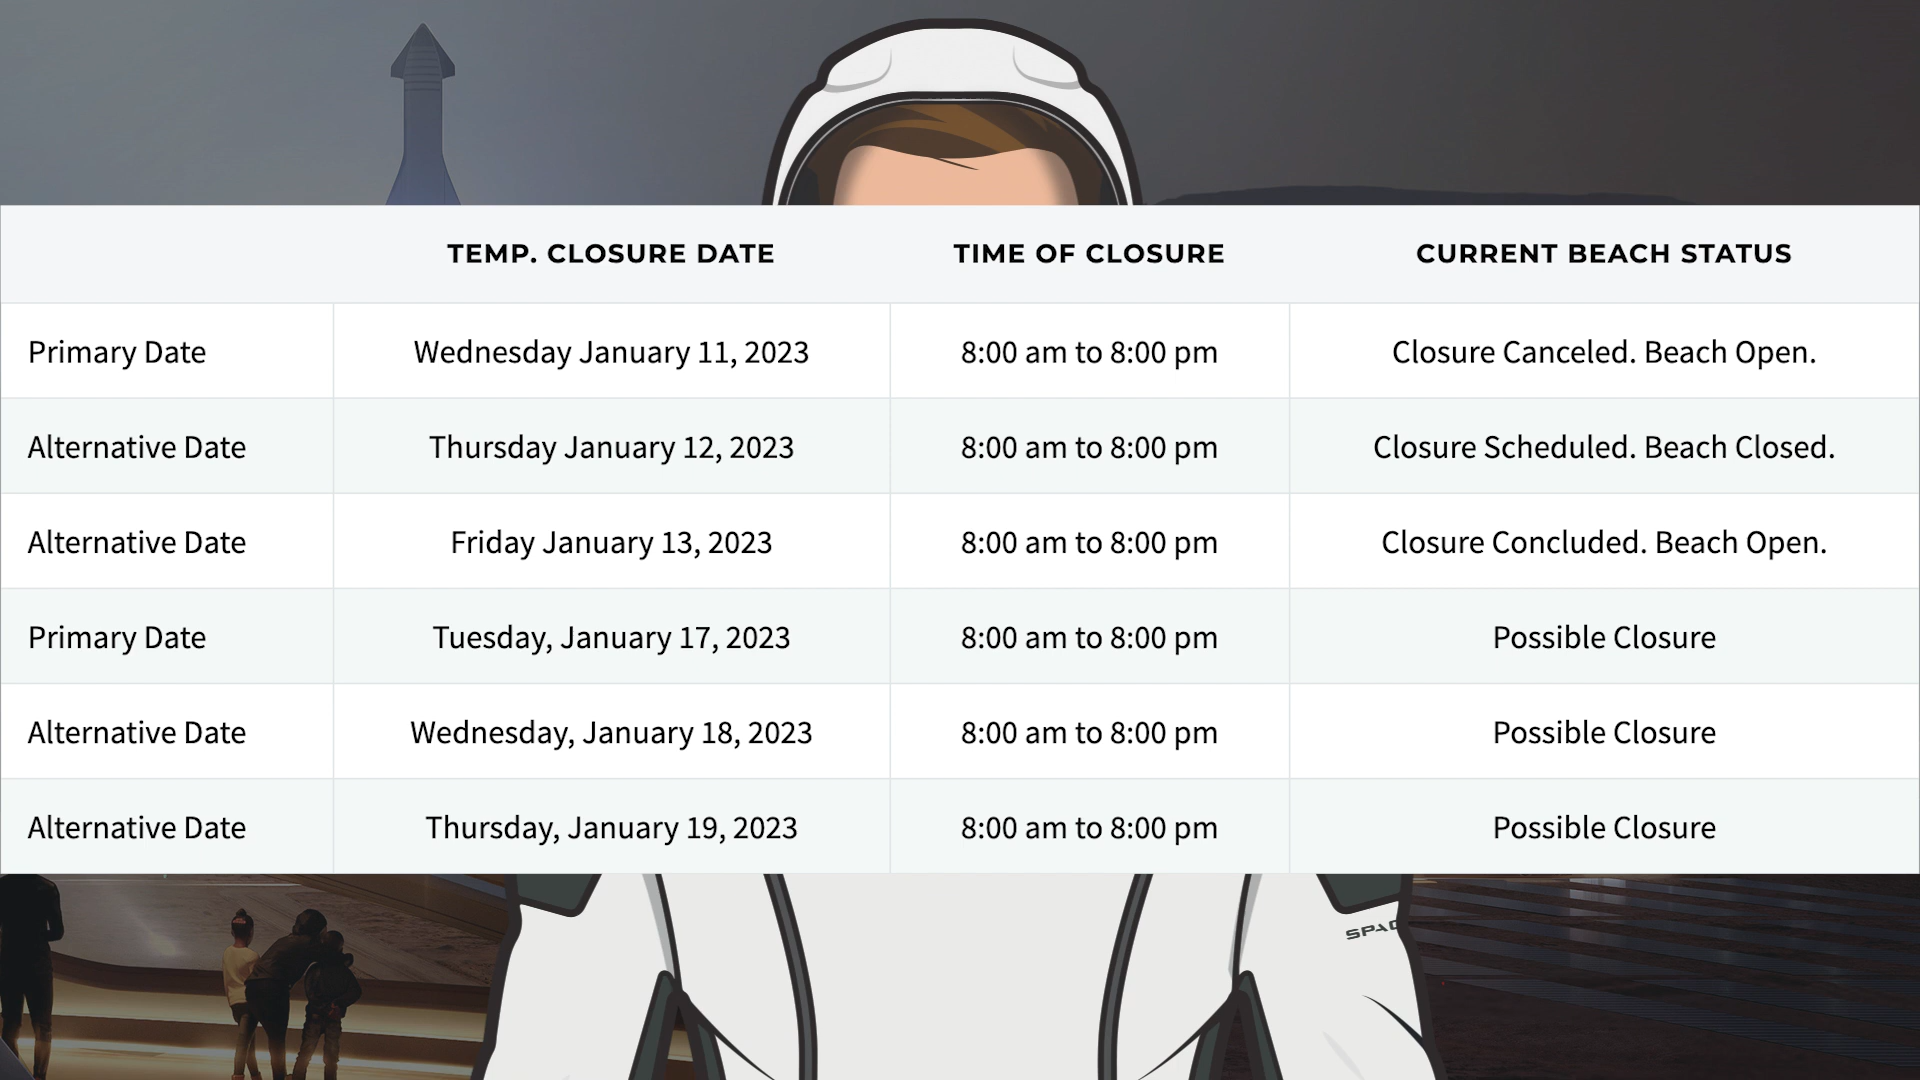 TEMP. CLOSURE DATE TIME OF CLOSURE CURRENT BEACH STATUS
Primary Date Wednesday January 11, 2023 8:00 am to 8:00 pm Closure Canceled. Beach Open.
Alternative Date Thursday January 12, 2023 8:00 am to 8:00 pm Closure Scheduled. Beach Closed.
Alternative Date Friday January 13, 2023 8:00 am to 8:00 pm Closure Concluded. Beach Open.
Primary Date Tuesday, January 17, 2023 8:00 am to 8:00 pm Possible Closure
Alternative Date Wednesday, January 18, 2023 8:00 am to 8:00 pm Possible Closure
Alternative Date Thursday, January 19, 2023 8:00 am to 8:00 pm Possible Closure